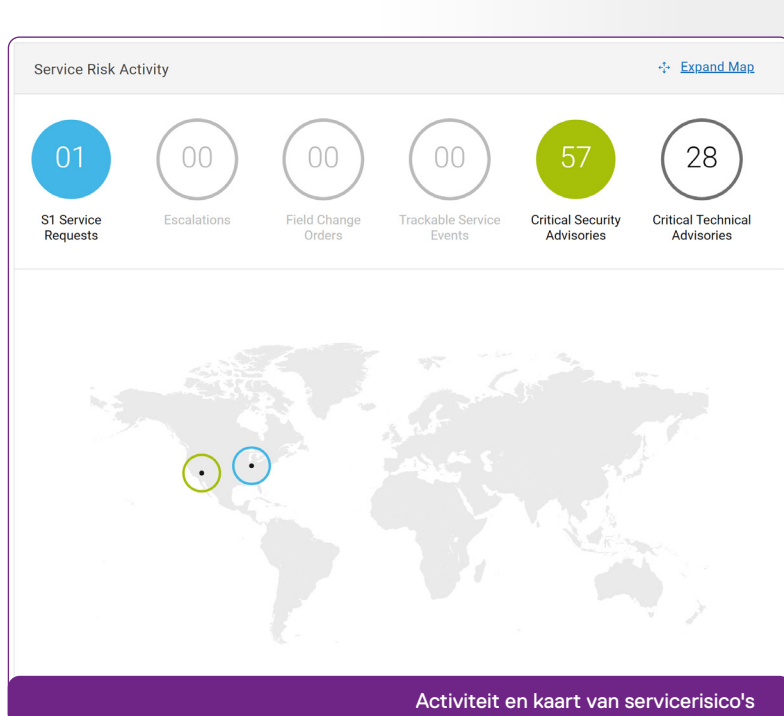 Service Risk Activity
Expand Map
01
00
00
00
57
28
S1 Service
Requests
Escalations
Field Change
Orders
Trackable Service
Events
Critical Security
Advisories
Critical Technical
Advisories
Activiteit en kaart van servicerisico's